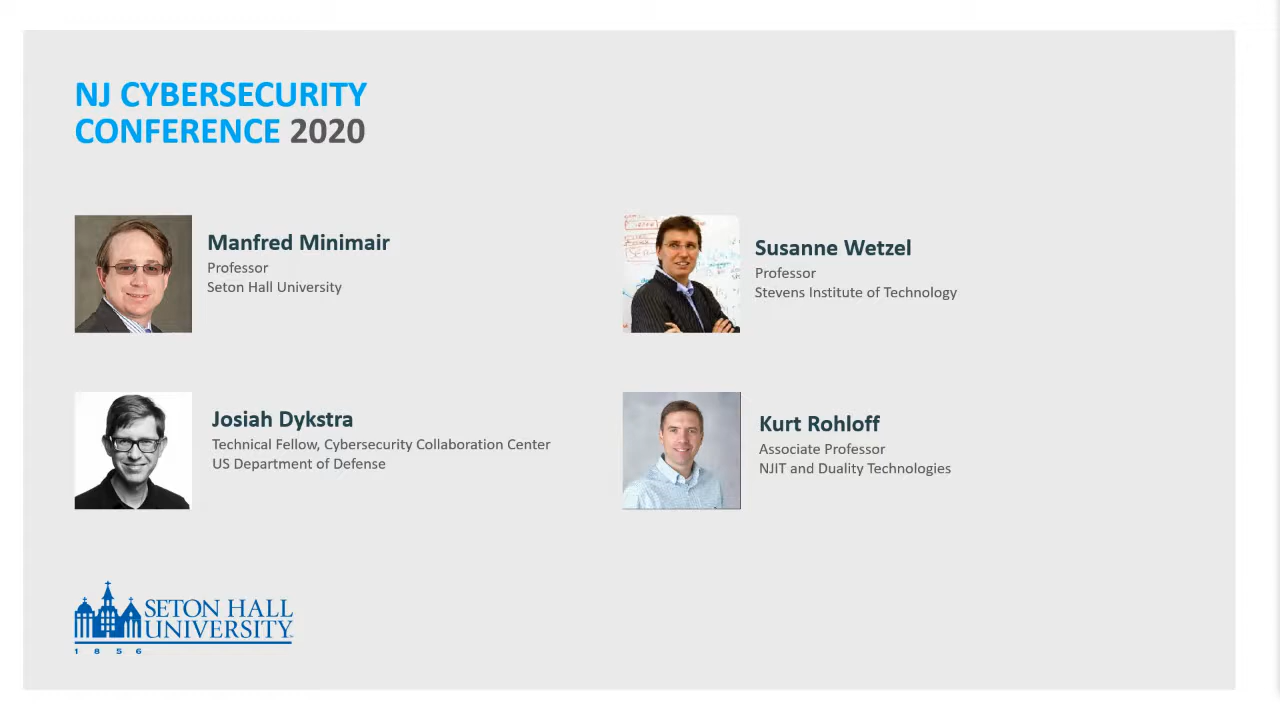 NJ CYBERSECURITY
CONFERENCE 2020
Manfred Minimair
Professor
Seton Hall University
Susanne Wetzel
Professor
Stevens Institute of Technology
Josiah Dykstra
Technical Fellow, Cybersecurity Collaboration Center
US Department of Defense
Kurt Rohloff
Associate Professor
NJIT and Duality Technologies
SETON HALL
UNIVERSITY
1 8 5 6